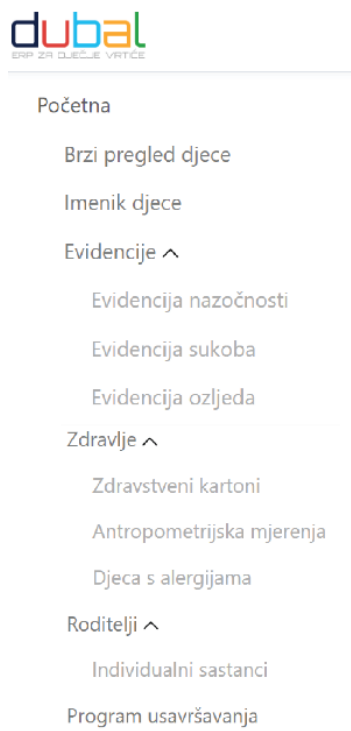 dubal
ERP ZA DJEČJE VRTIĆE
Početna
Brzi pregled djece
Imenik djece
Evidencije
Evidencija nazočnosti
Evidencija sukoba
Evidencija ozljeda
Zdravlje
Zdravstveni kartoni
Antropometrijska mjerenja
Djeca s alergijama
Roditelji
Individualni sastanci
Program usavršavanja